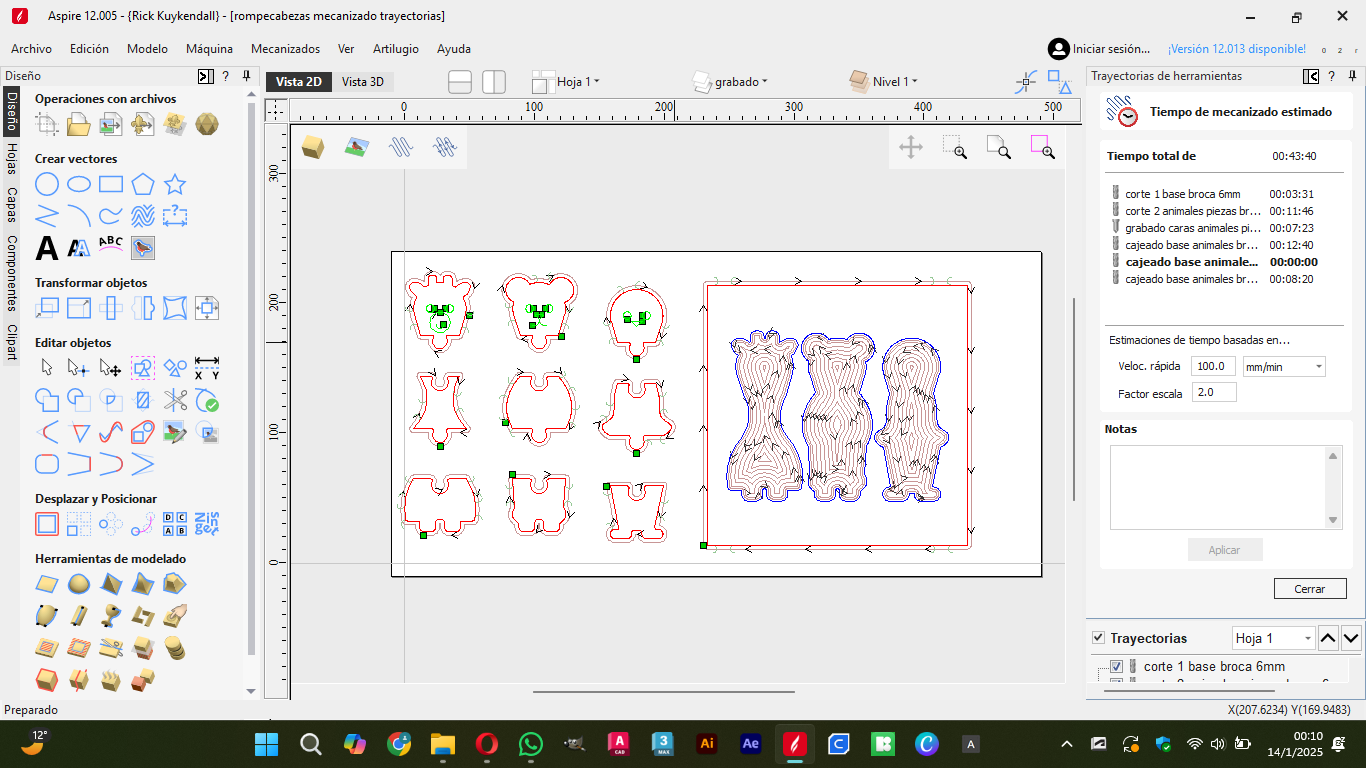 Aspire 12.005 - {Rick Kuykendall} - [rompecabezas mecanizado trayectorias]
Archivo Edición Modelo Máquina Mecanizados Ver Artilugio Ayuda
Iniciar sesión... ¡Versión 12.013 disponible!
Diseño
Vista 2D Vista 3D Hoja 1 grabado Nivel 1
Trayectorias de herramientas
Diseño
Hojas
Capas
Componentes
Clipart
Operaciones con archivos
Crear vectores
Transformar objetos
Editar objetos
X Y
Desplazar y Posicionar
Herramientas de modelado
0 100 200 300 400 500
300
200
100
0
Tiempo de mecanizado estimado
Tiempo total de 00:43:40
corte 1 base broca 6mm 00:03:31
corte 2 animales piezas br... 00:11:46
grabado caras animales pi... 00:07:23
cajeado base animales br... 00:12:40
cajeado base animale... 00:00:00
cajeado base animale... 00:08:20
Estimaciones de tiempo basadas en...
Veloc. rápida 100.0 mm/min
Factor escala 2.0
Notas
Aplicar
Cerrar
Trayectorias Hoja 1
corte 1 base broca 6mm
Preparado
X(207.6234) Y(169.9483)
12°
00:10
14/1/2025